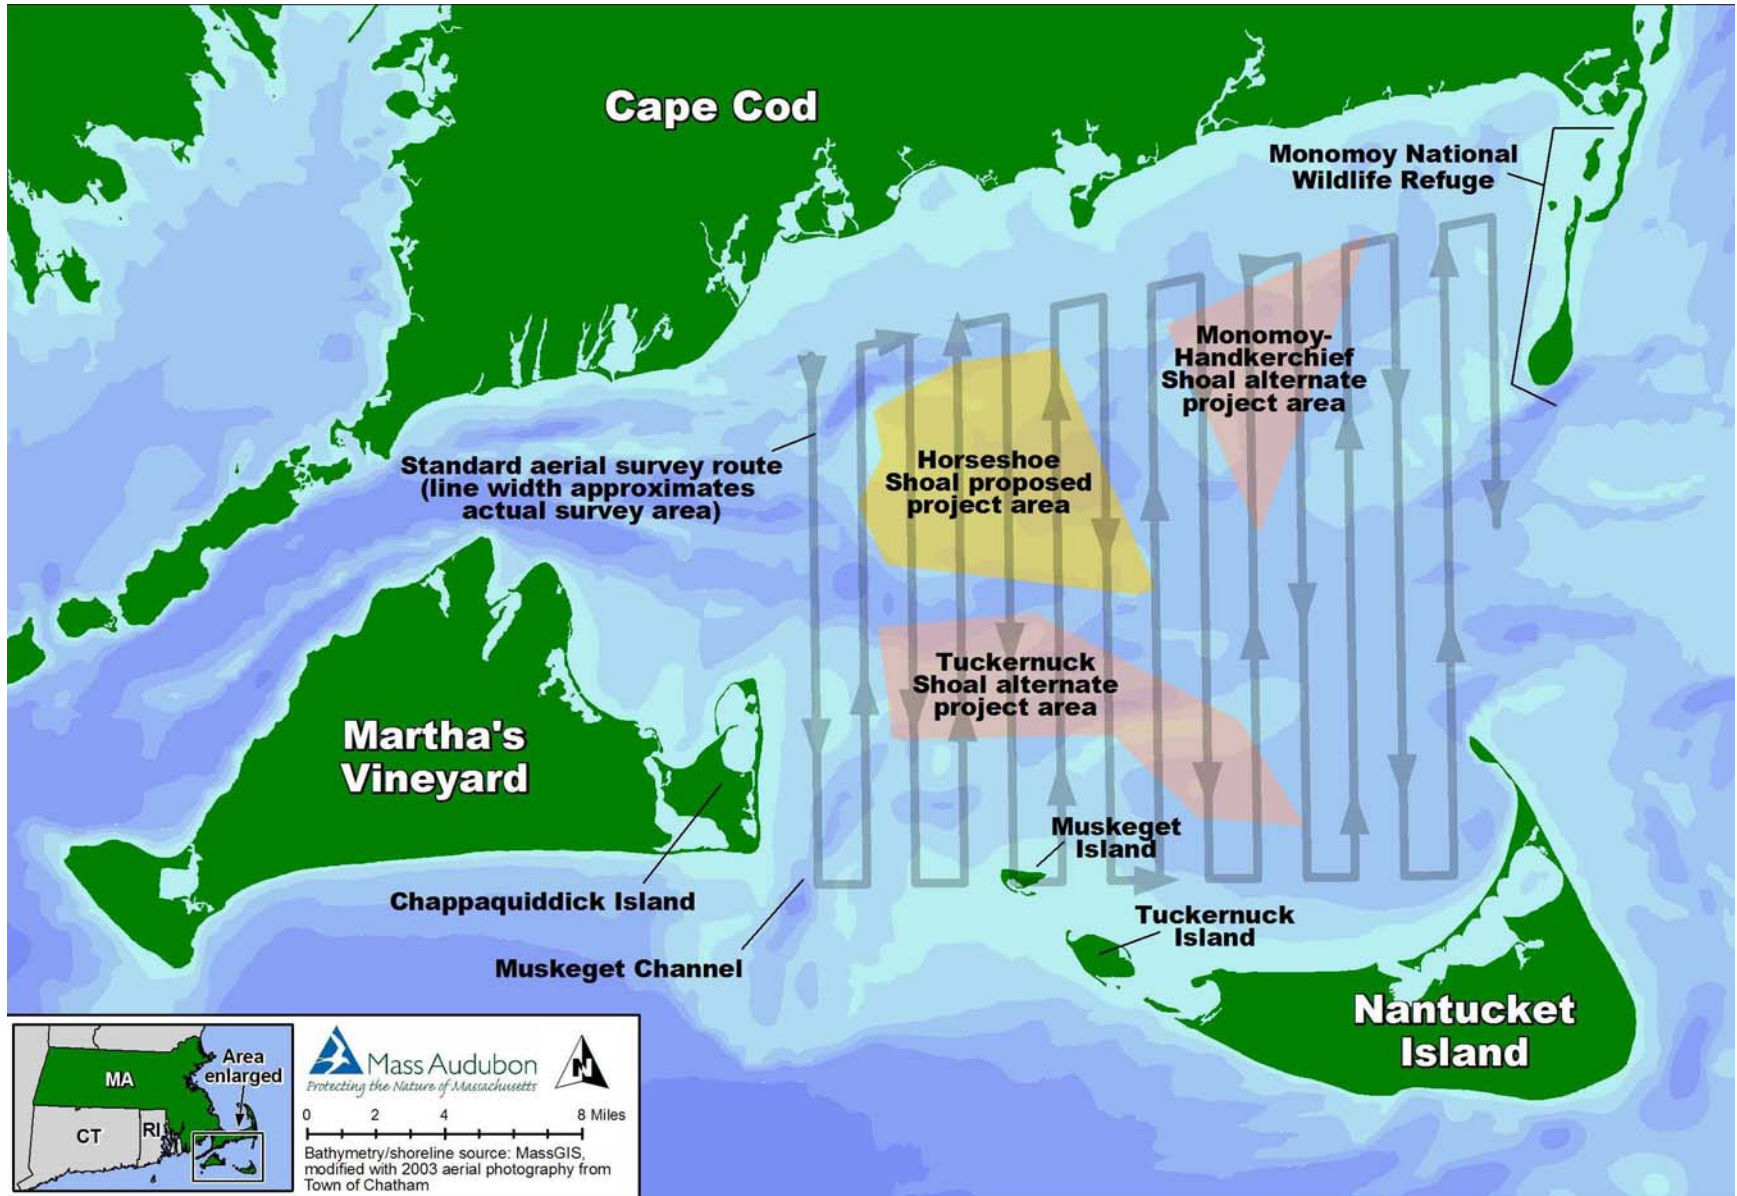 Cape Cod
Monomoy National
Wildlife Refuge
Monomoy-
Handkerchief
Shoal alternate
project area
Standard aerial survey route
(line width approximates
actual survey area)
Horseshoe
Shoal proposed
project area
Tuckernuck
Shoal alternate
project area
Martha's
Vineyard
Muskeget
Island
Chappaquiddick Island
Tuckernuck
Island
Muskeget Channel
Nantucket
Island
Area
enlarged
MA
CT
RI
Mass Audubon
Protecting the Nature of Massachusetts
N
0 2 4 8 Miles
Bathymetry/shoreline source: MassGIS,
modified with 2003 aerial photography from
Town of Chatham